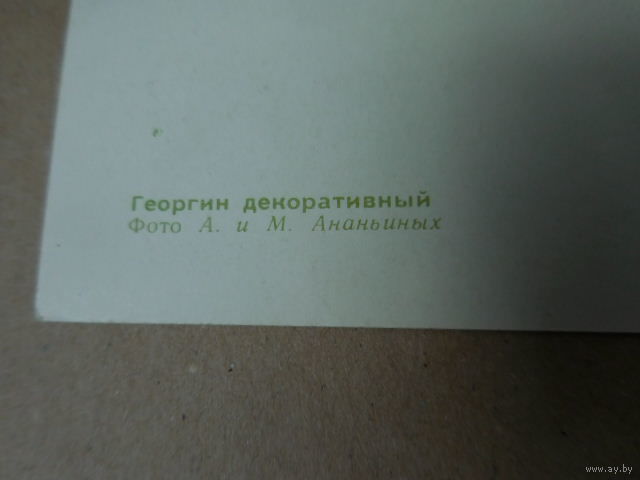 Георгин декоративный
Фото А. и М. Ананьиных
www.ay.by